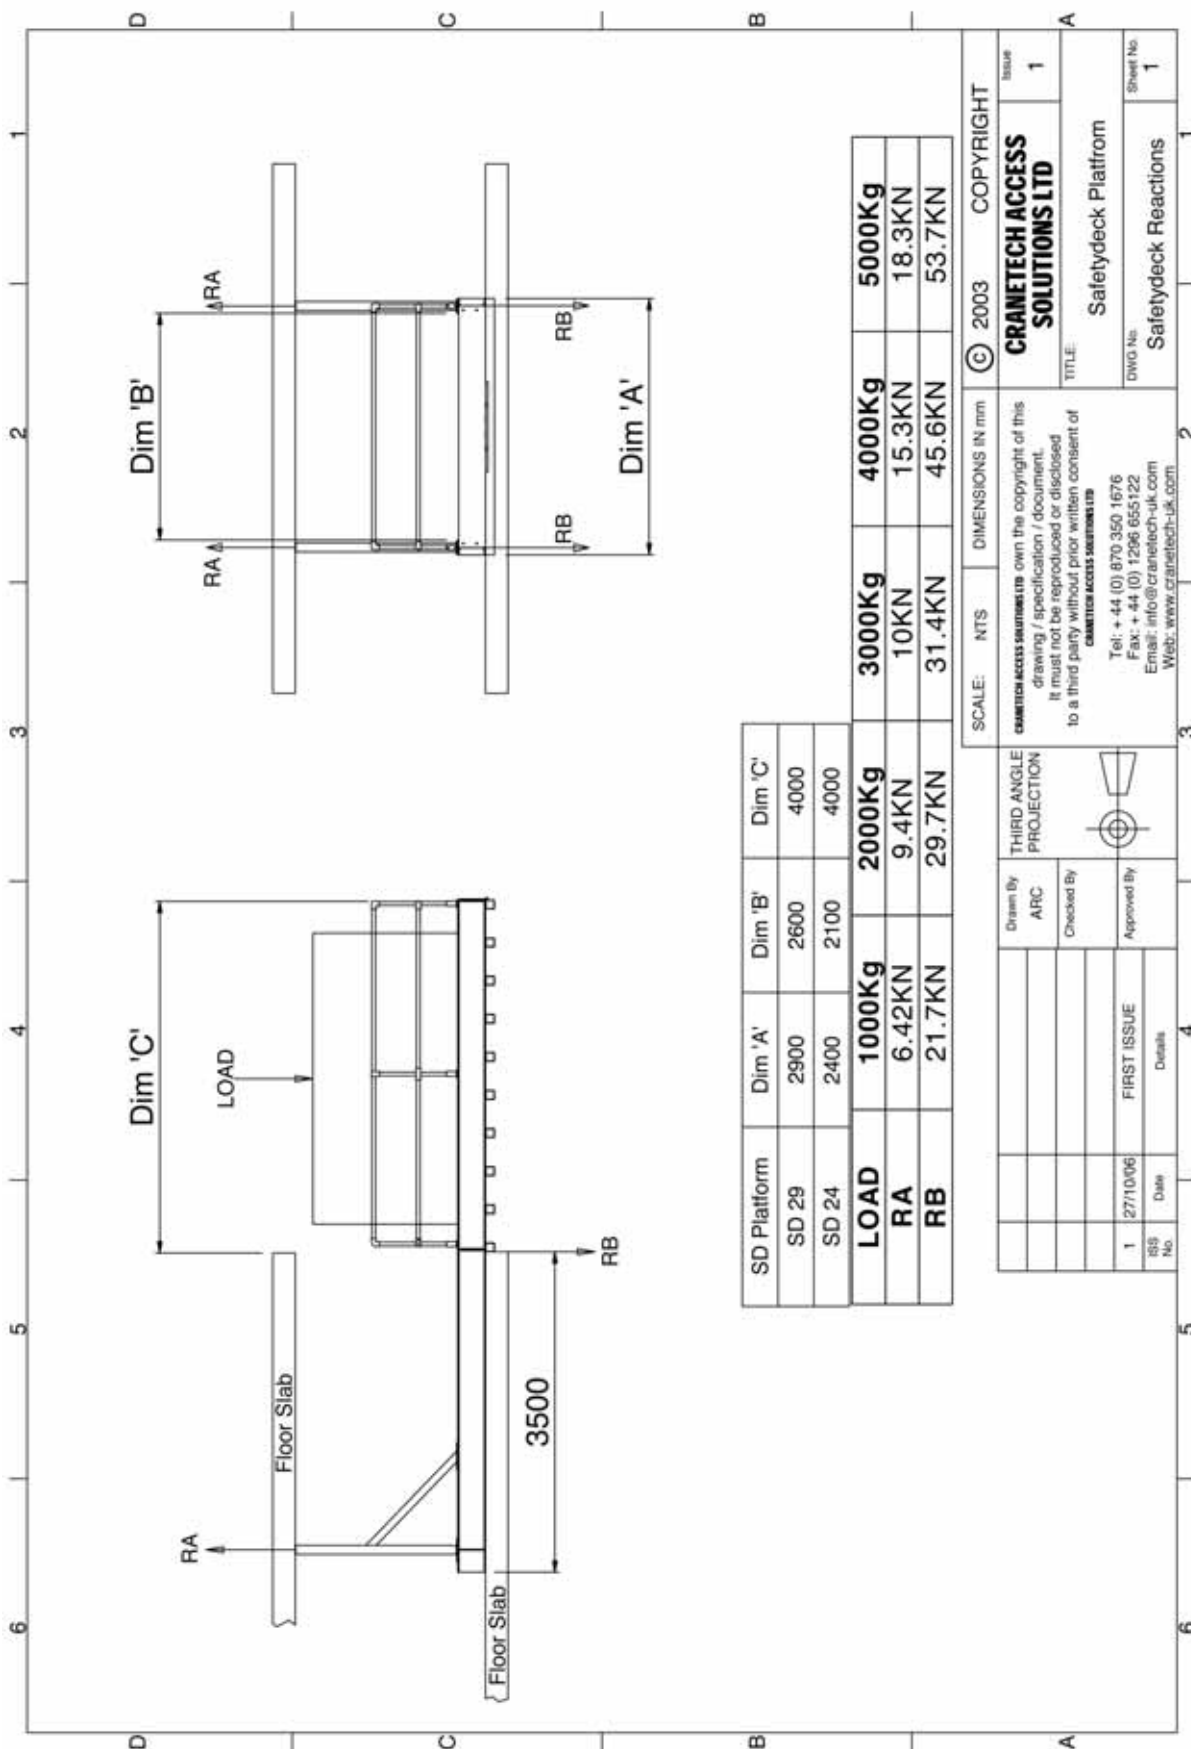 6
5
4
3
2
1
D
C
B
A
Dim 'C'
LOAD
RA
Floor Slab
Floor Slab
3500
RB
Dim 'B'
RA
RA
RB
RB
Dim 'A'
SD Platform Dim 'A' Dim 'B' Dim 'C'
SD 29 2900 2600 4000
SD 24 2400 2100 4000
LOAD 1000Kg 2000Kg 3000Kg 4000Kg 5000Kg
RA 6.42KN 9.4KN 10KN 15.3KN 18.3KN
RB 21.7KN 29.7KN 31.4KN 45.6KN 53.7KN
SCALE: NTS DIMENSIONS IN mm © 2003 COPYRIGHT
1 27/10/06 FIRST ISSUE
ISS No. Date Details
Drawn By
ARC
Checked By
Approved By
THIRD ANGLE
PROJECTION
CRANETECH ACCESS SOLUTIONS LTD own the copyright of this
drawing / specification / document.
It must not be reproduced or disclosed
to a third party without prior written consent of
CRANETECH ACCESS SOLUTIONS LTD
Tel: + 44 (0) 870 350 1676
Fax: + 44 (0) 1296 655122
Email: info@cranetech-uk.com
Web: www.cranetech-uk.com
CRANETECH ACCESS
SOLUTIONS LTD
Issue
1
TITLE:
Safetydeck Platfrom
DWG No.
Safetydeck Reactions
Sheet No.
1
6
5
4
3
2
1
D
C
B
A